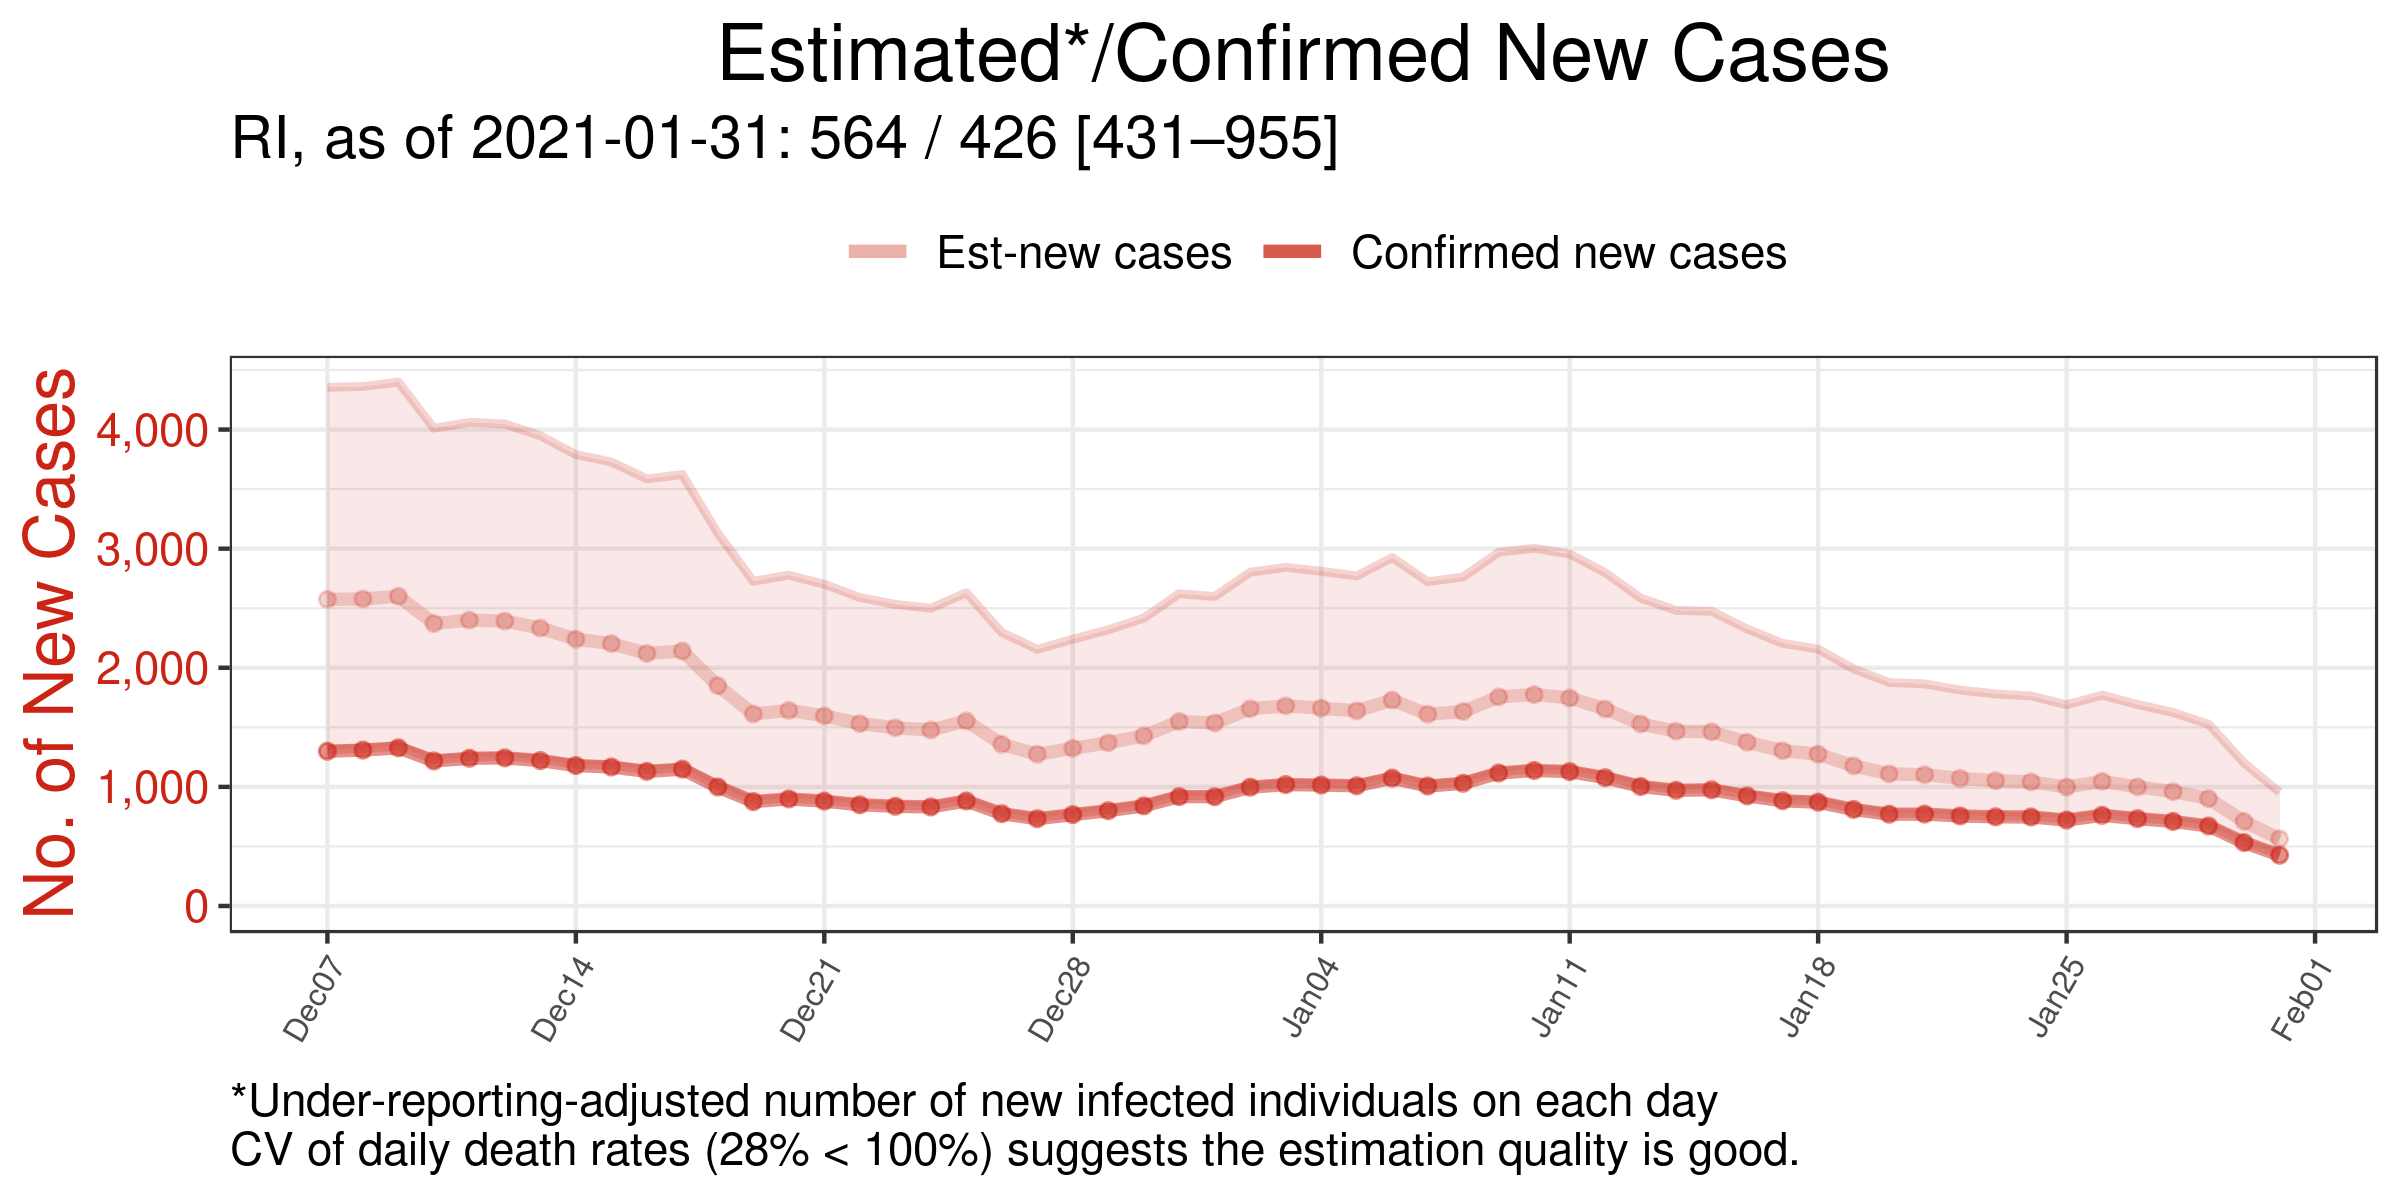 Estimated*/Confirmed New Cases
RI, as of 2021-01-31: 564 / 426 [431–955]
Est-new cases
Confirmed new cases
No. of New Cases
4,000
3,000
2,000
1,000
0
Dec07
Dec14
Dec21
Dec28
Jan04
Jan11
Jan18
Jan25
Feb01
*Under-reporting-adjusted number of new infected individuals on each day
CV of daily death rates (28% < 100%) suggests the estimation quality is good.